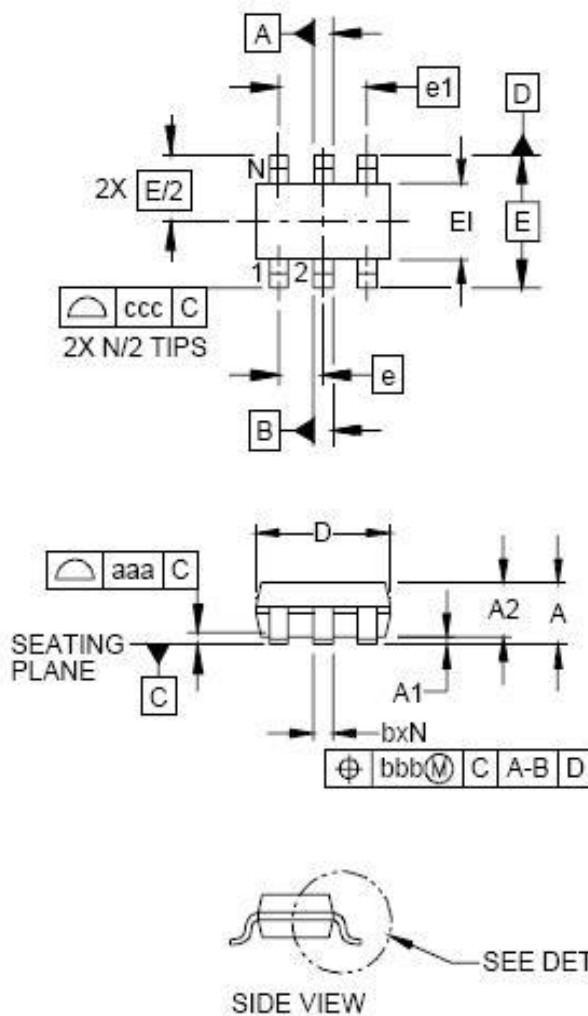 A
e1
D
N
2X E/2
EI
E
1 2
⌓ ccc C
2X N/2 TIPS
e
B
D
⌓ aaa C
A2
A
SEATING
PLANE
C
A1
bxN
⌖ bbbⓂ C A-B D
SEE DET
SIDE VIEW